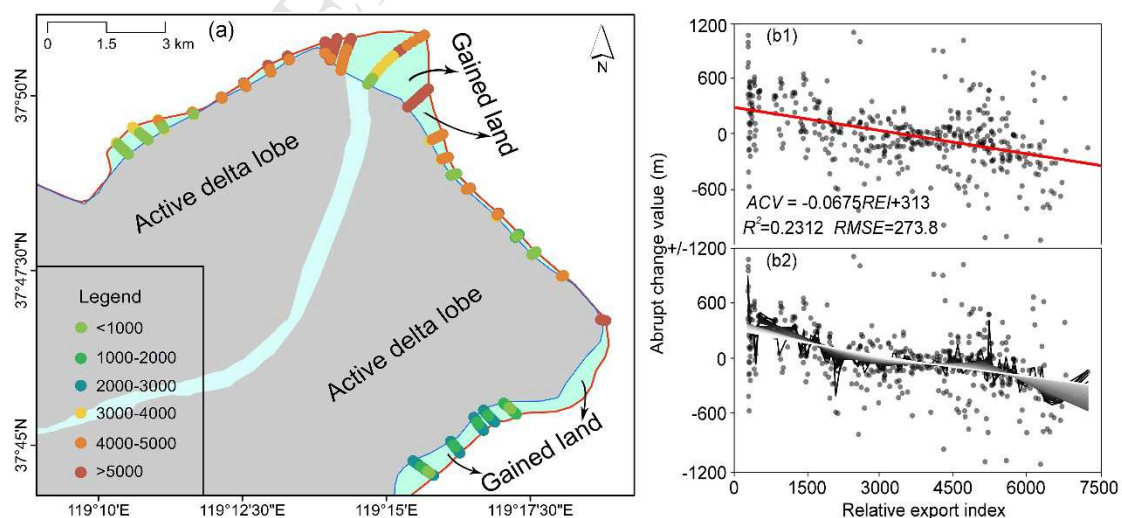 (a)
0 1.5 3 km
N
Gained land
Gained land
Active delta lobe
Active delta lobe
Gained land
37°50'N
37°47'30"N
37°45'N
Legend
<1000
1000-2000
2000-3000
3000-4000
4000-5000
>5000
119°10'E 119°12'30"E 119°15'E 119°17'30"E
(b1)
1200
600
0
-600
ACV = -0.0675REI+313
R²=0.2312 RMSE=273.8
+/-1200
(b2)
600
0
-600
-1200
Abrupt change value (m)
0 1500 3000 4500 6000 7500
Relative export index